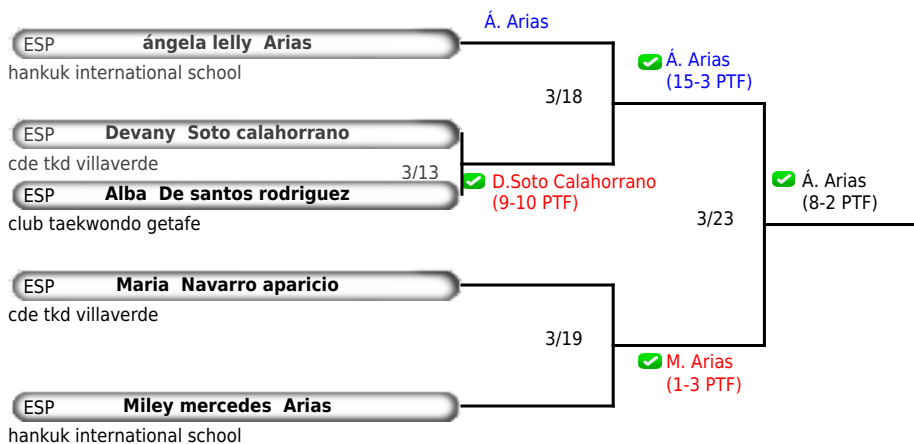 Á. Arias
ESP ángela lelly Arias
hankuk international school
Á. Arias
(15-3 PTF)
3/18
ESP Devany Soto calahorrano
cde tkd villaverde
3/13
D.Soto Calahorrano
(9-10 PTF)
ESP Alba De santos rodriguez
club taekwondo getafe
Á. Arias
(8-2 PTF)
3/23
ESP Maria Navarro aparicio
cde tkd villaverde
3/19
M. Arias
(1-3 PTF)
ESP Miley mercedes Arias
hankuk international school